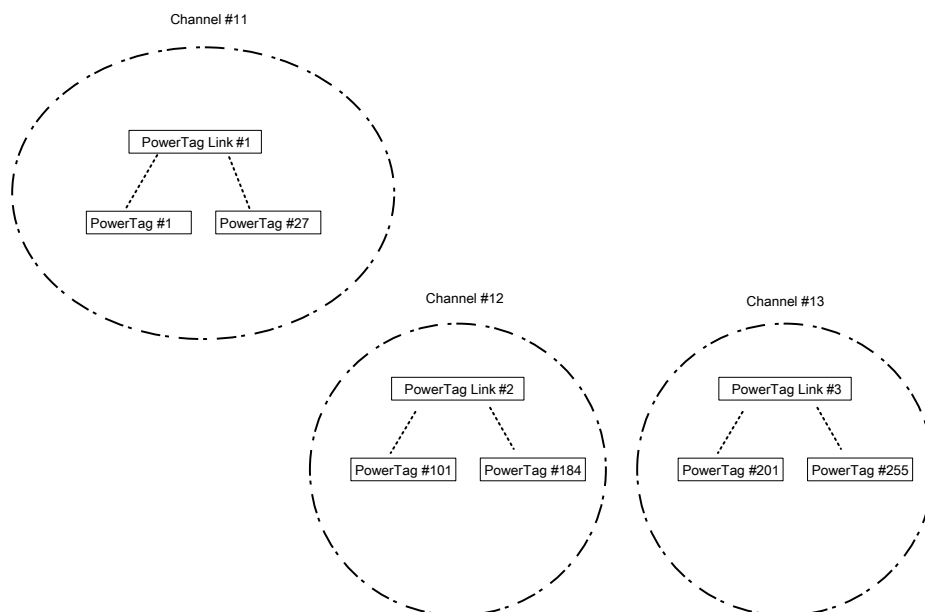 Channel #11
PowerTag Link #1
PowerTag #1
PowerTag #27
Channel #12
PowerTag Link #2
PowerTag #101
PowerTag #184
Channel #13
PowerTag Link #3
PowerTag #201
PowerTag #255